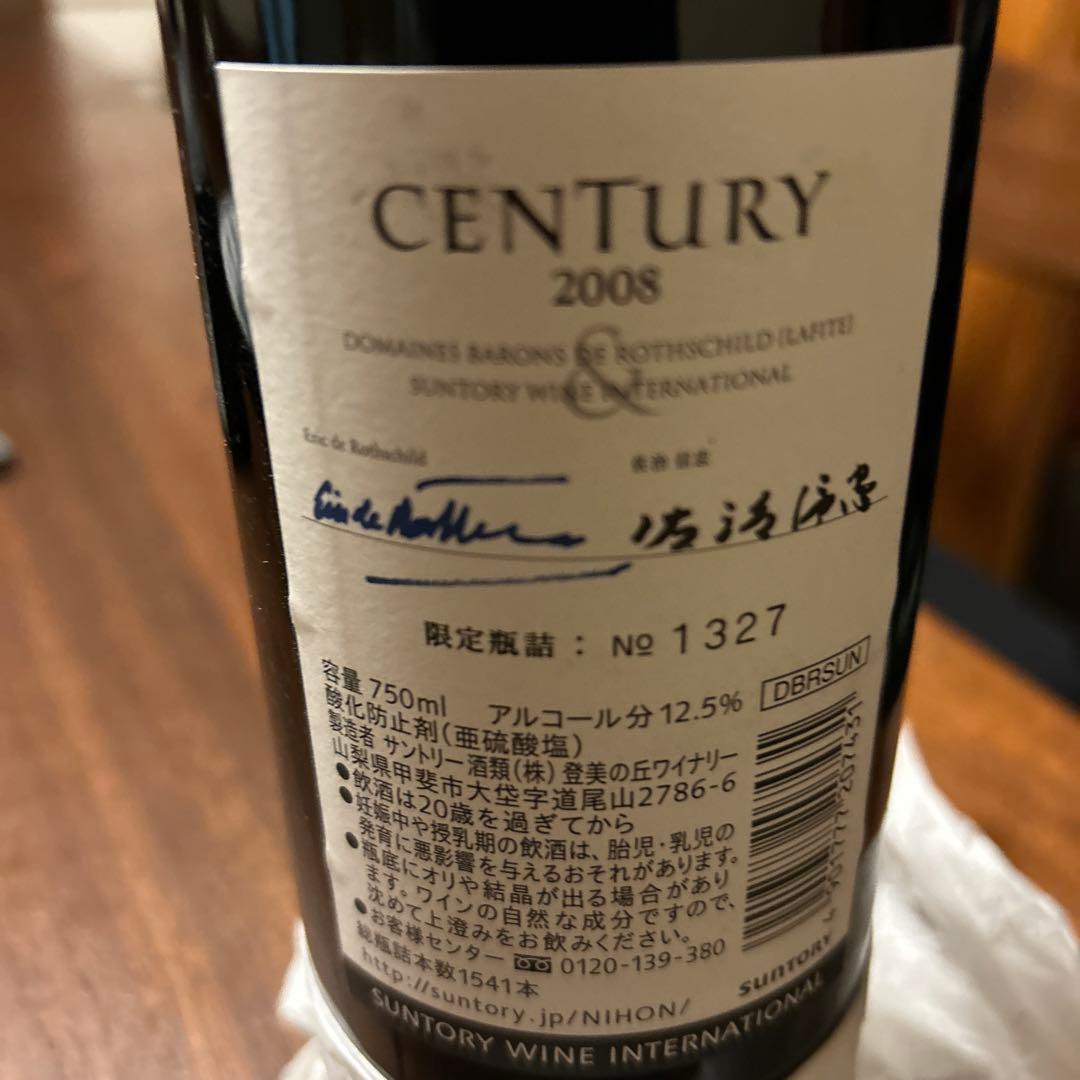 CENTURY
2008
DOMAINES BARONS DE ROTHSCHILD [LAFITE]
&
SUNTORY WINE INTERNATIONAL
Eric de Rothschild
佐治 信忠
Eric de Rothschild
佐治信忠
限定瓶詰 : № 1327
容量 750ml アルコール分12.5%
DBRSUN
酸化防止剤(亜硫酸塩)
製造者 サントリー酒類(株) 登美の丘ワイナリー
山梨県甲斐市大垈字道尾山2786-6
●飲酒は20歳を過ぎてから
●妊娠中や授乳期の飲酒は、胎児・乳児の
発育に悪影響を与えるおそれがあります。
●瓶底にオリや結晶が出る場合があり
ます。ワインの自然な成分ですので、
沈めて上澄みをお飲みください。
●お客様センター 0120-139-380
総瓶詰本数1541本
http://suntory.jp/NIHON/
SUNTORY
SUNTORY WINE INTERNATIONAL